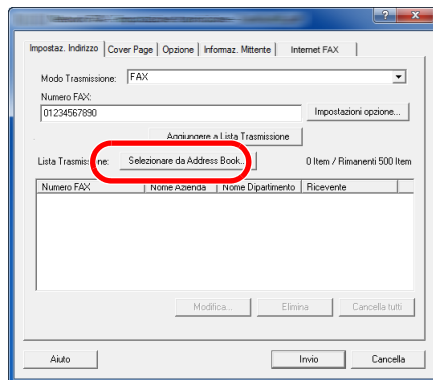 Impostaz. Indirizzo Cover Page Opzione Informaz. Mittente Internet FAX
Modo Trasmissione: FAX
Numero FAX:
01234567890 Impostazioni opzione...
Aggiungere a Lista Trasmissione
Lista Trasmissione: Selezionare da Address Book... 0 Item / Rimanenti 500 Item
Numero FAX Nome Azienda Nome Dipartimento Ricevente
Modifica... Elimina Cancella tutti
Aiuto Invio Cancella